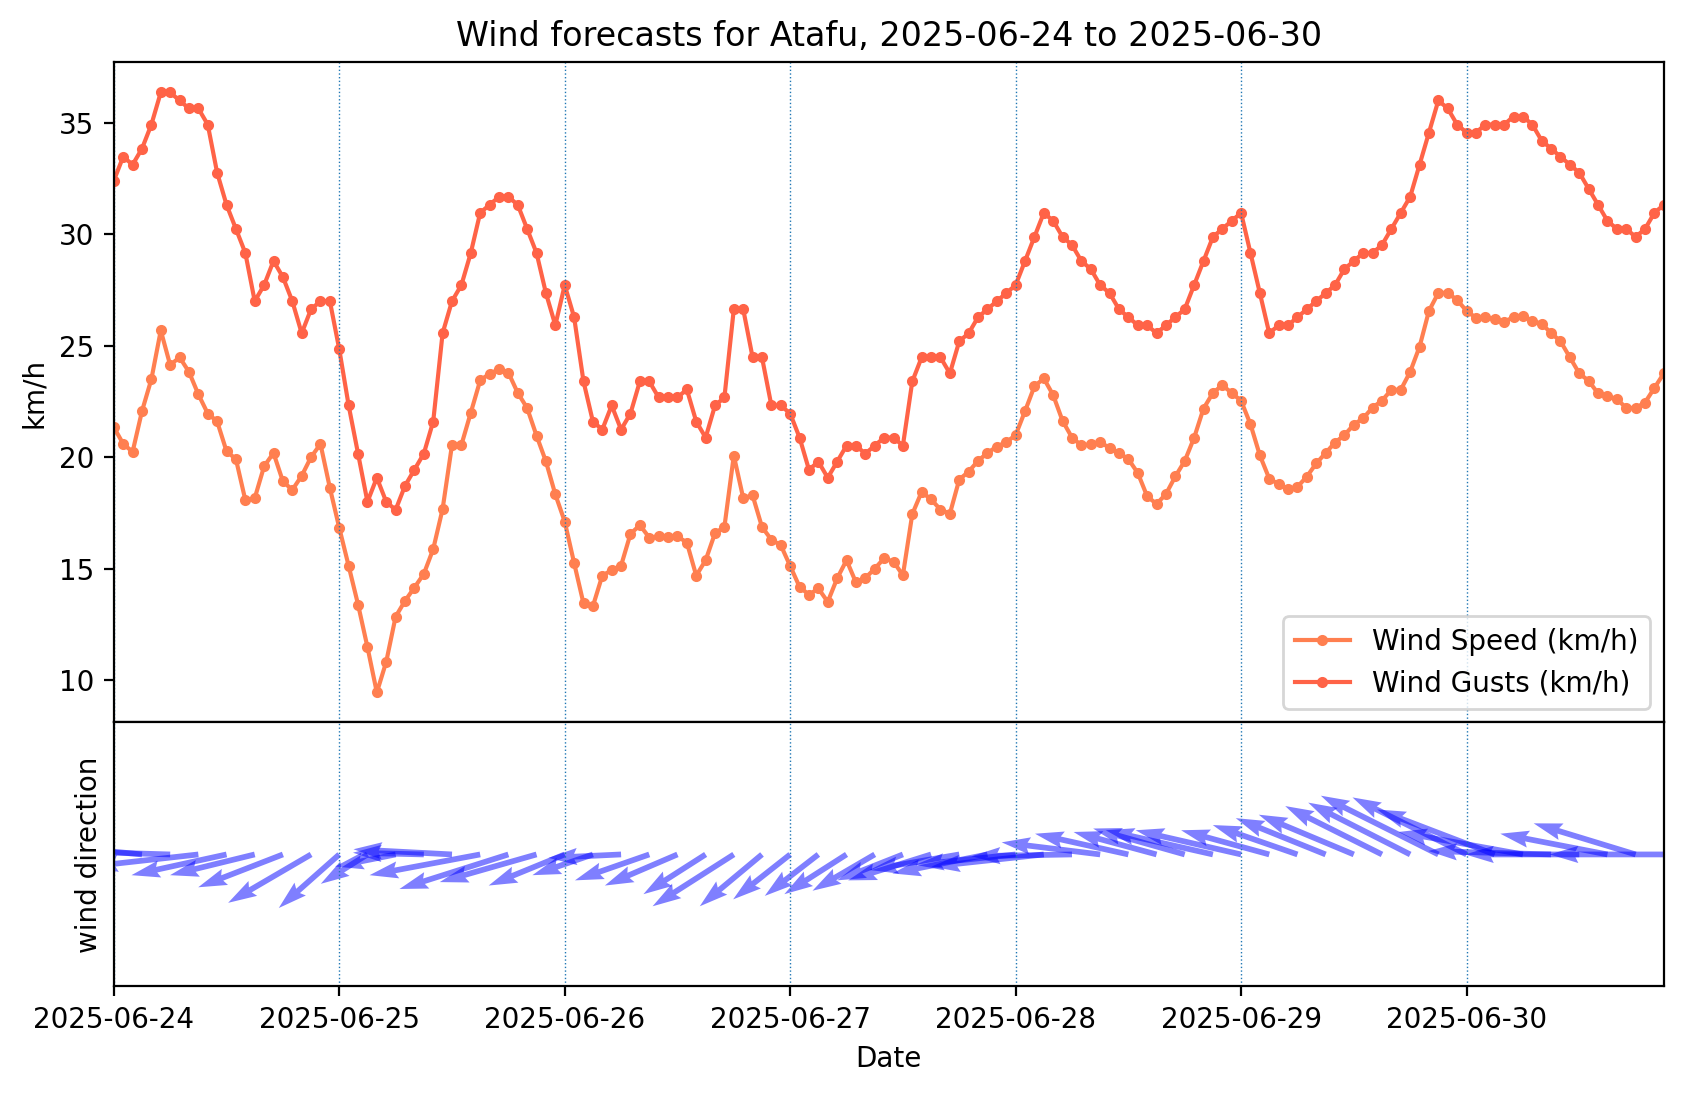 Wind forecasts for Atafu, 2025-06-24 to 2025-06-30
35
30
25
20
15
10
km/h
Wind Speed (km/h)
Wind Gusts (km/h)
wind direction
2025-06-24 2025-06-25 2025-06-26 2025-06-27 2025-06-28 2025-06-29 2025-06-30
Date